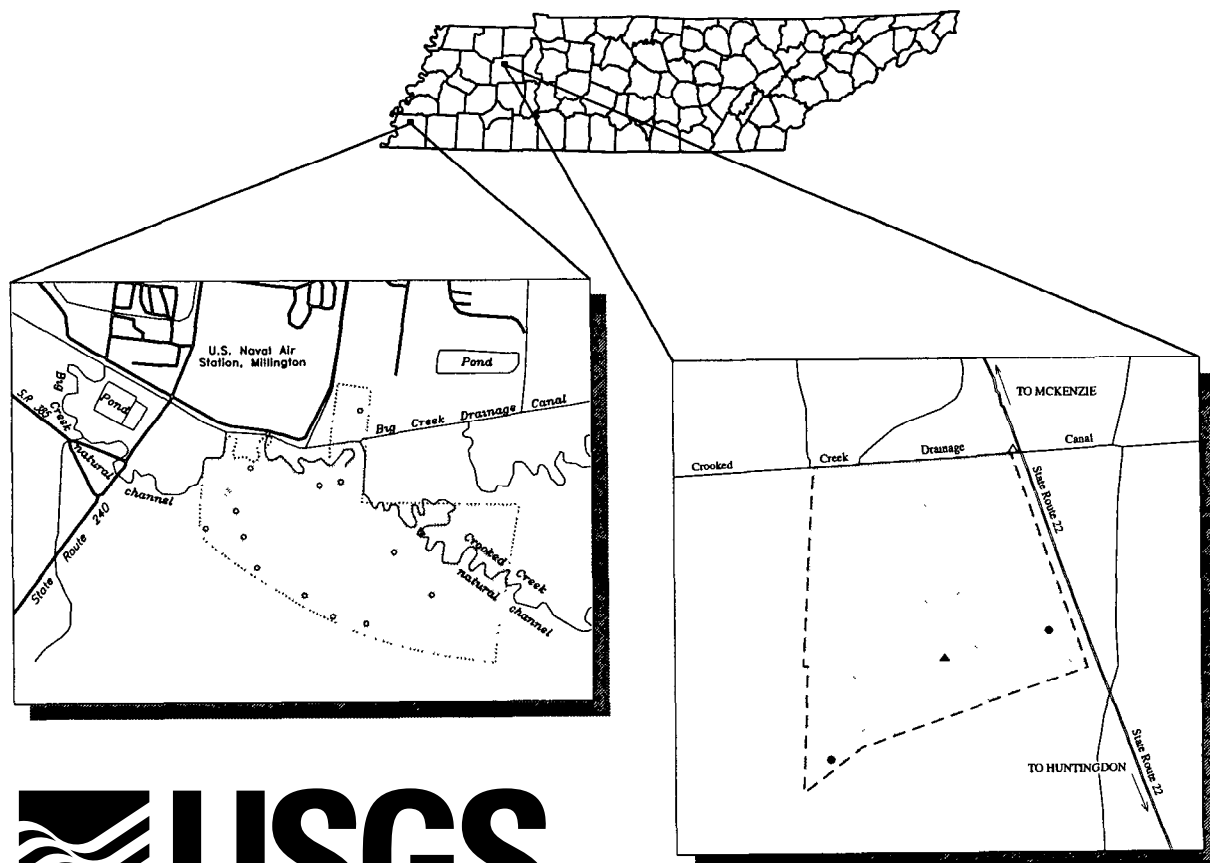 U.S. Naval Air
Station, Millington
Pond
Big Creek natural channel
Pond
S.R. 385
Big Creek Drainage Canal
State Route 240
Crooked Creek
natural channel
TO MCKENZIE
Crooked Creek Drainage Canal
State Route 22
State Route 22
TO HUNTINGDON
USGS